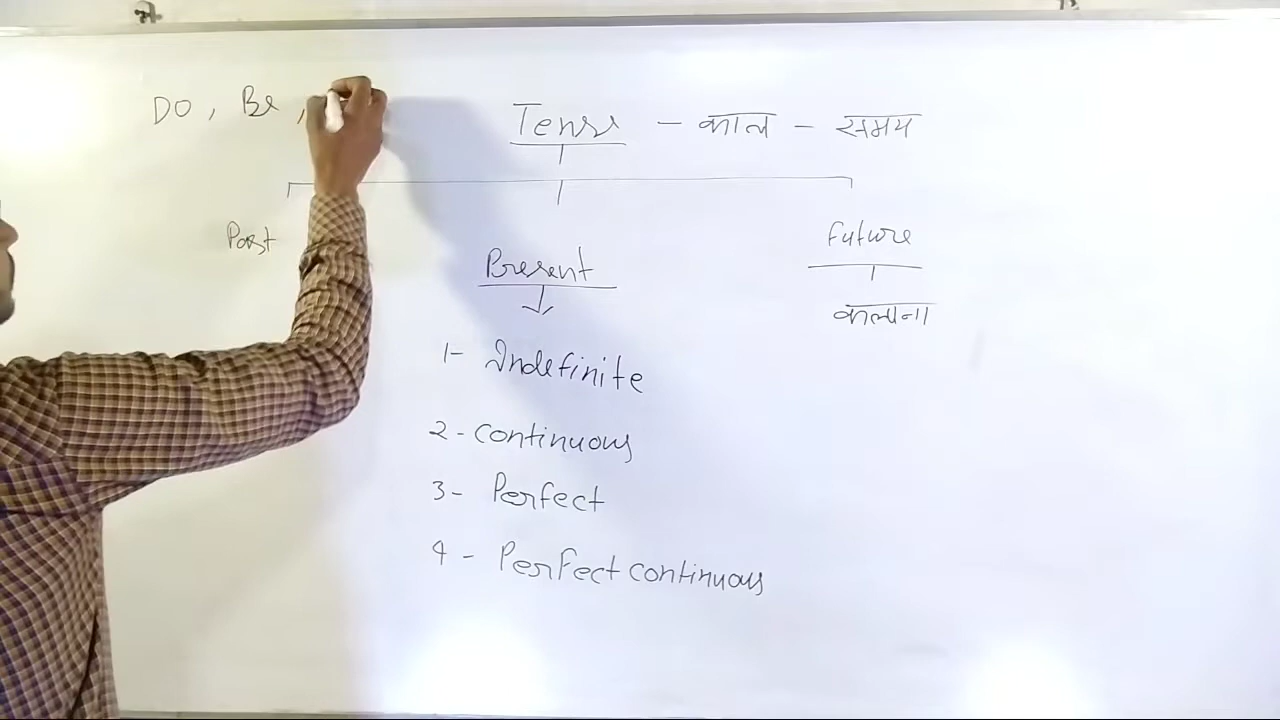 DO, Be,
Tense - काल - समय
Past
Present
Future
कल्पना
1- Indefinite
2- continuous
3- Perfect
4- Perfect continuous